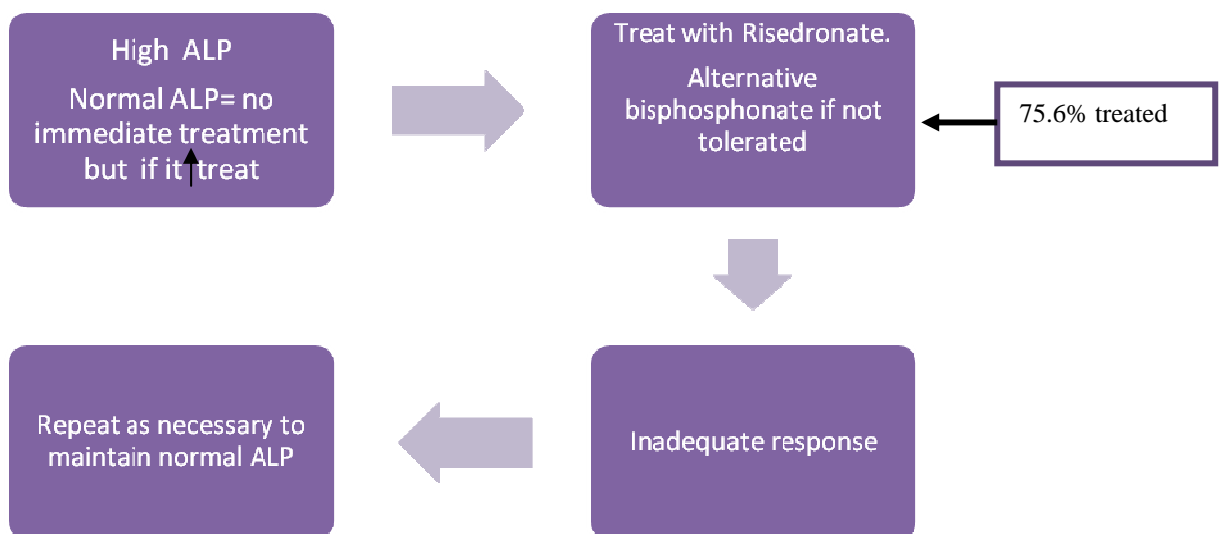 High ALP
Normal ALP= no
immediate treatment
but if it treat
Treat with Risedronate.
Alternative
bisphosphonate if not
tolerated
75.6% treated
Inadequate response
Repeat as necessary to
maintain normal ALP